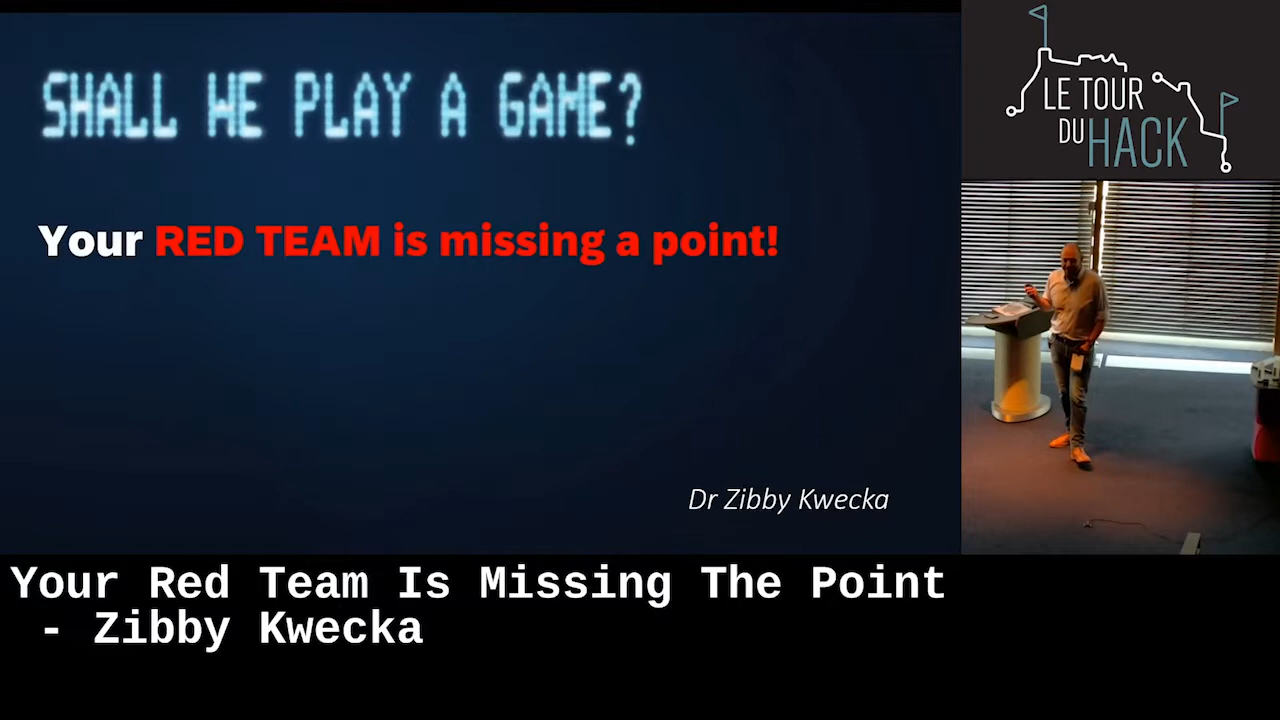 SHALL WE PLAY A GAME?
Your RED TEAM is missing a point!
Dr Zibby Kwecka
LE TOUR
DU HACK
Your Red Team Is Missing The Point
- Zibby Kwecka